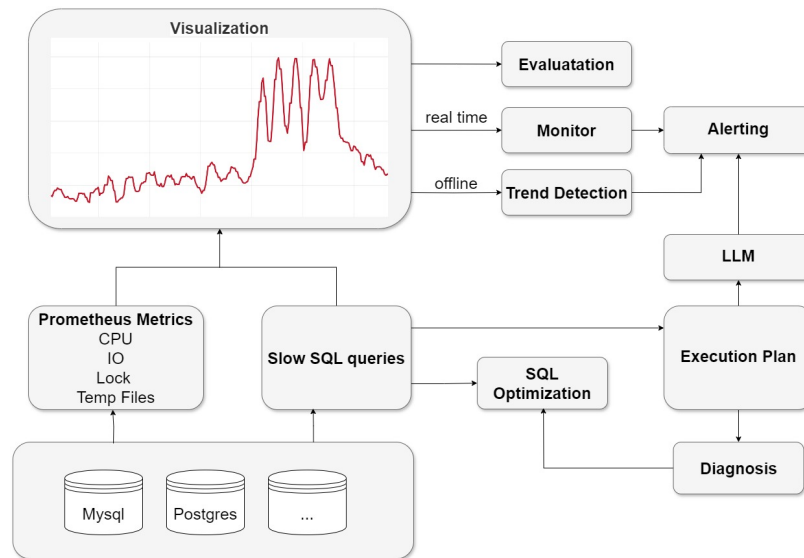 Visualization
Evaluatation
real time
Monitor
Alerting
offline
Trend Detection
LLM
Prometheus Metrics
CPU
IO
Lock
Temp Files
Slow SQL queries
Execution Plan
SQL
Optimization
Diagnosis
Mysql
Postgres
...